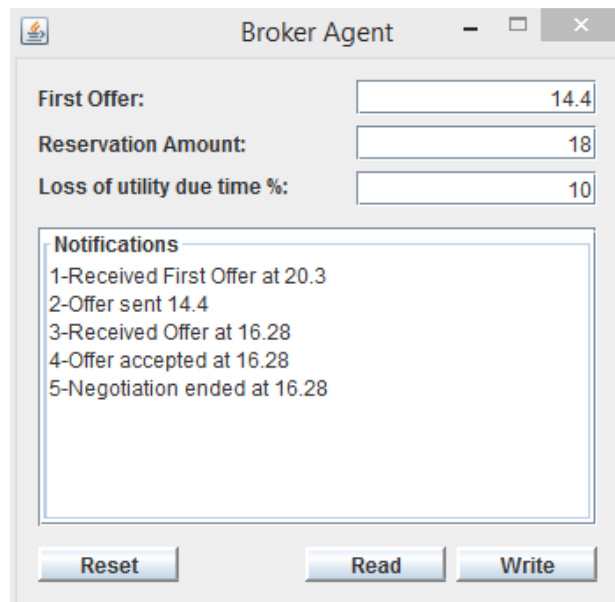 Broker Agent
First Offer: 14.4
Reservation Amount: 18
Loss of utility due time %: 10
Notifications
1-Received First Offer at 20.3
2-Offer sent 14.4
3-Received Offer at 16.28
4-Offer accepted at 16.28
5-Negotiation ended at 16.28
Reset Read Write